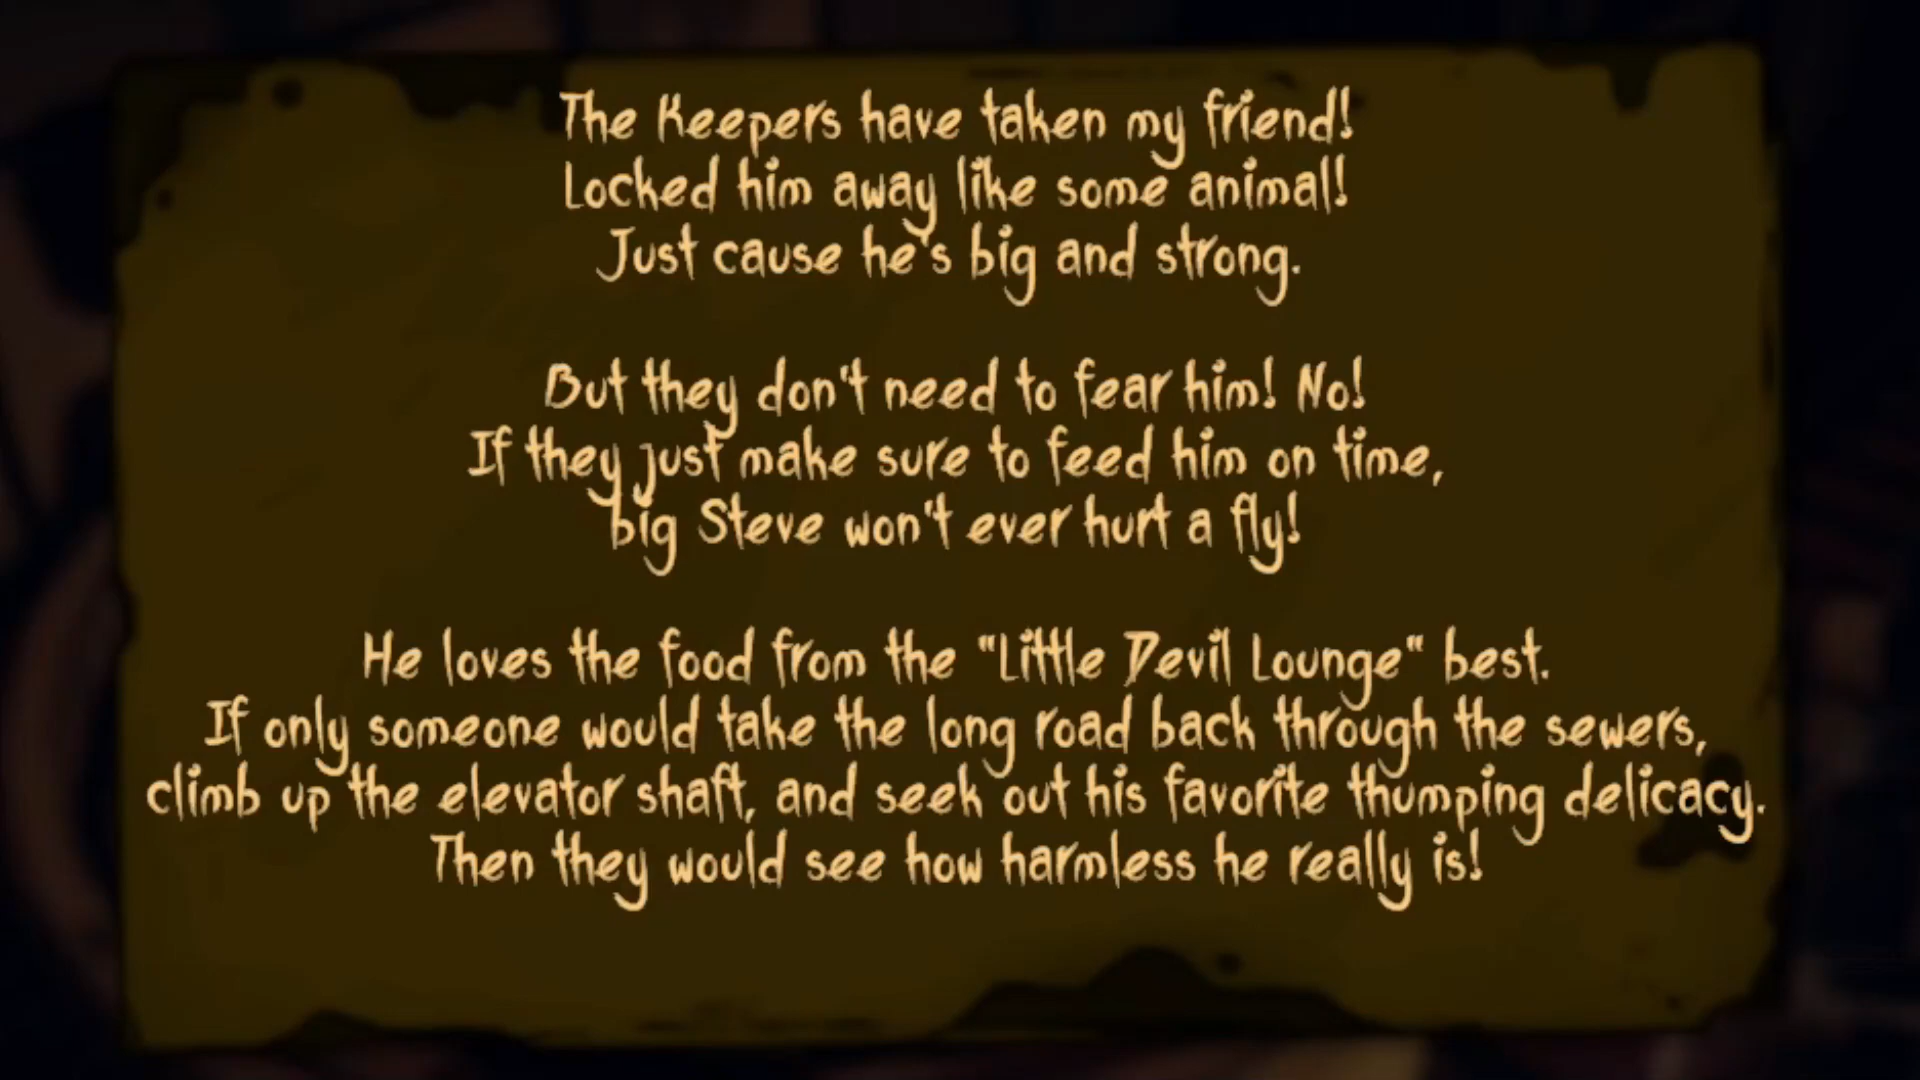 The Keepers have taken my friend!
Locked him away like some animal!
Just cause he's big and strong.
But they don't need to fear him! No!
If they just make sure to feed him on time,
big Steve won't ever hurt a fly!
He loves the food from the "Little Devil Lounge" best.
If only someone would take the long road back through the sewers,
climb up the elevator shaft, and seek out his favorite thumping delicacy.
Then they would see how harmless he really is!